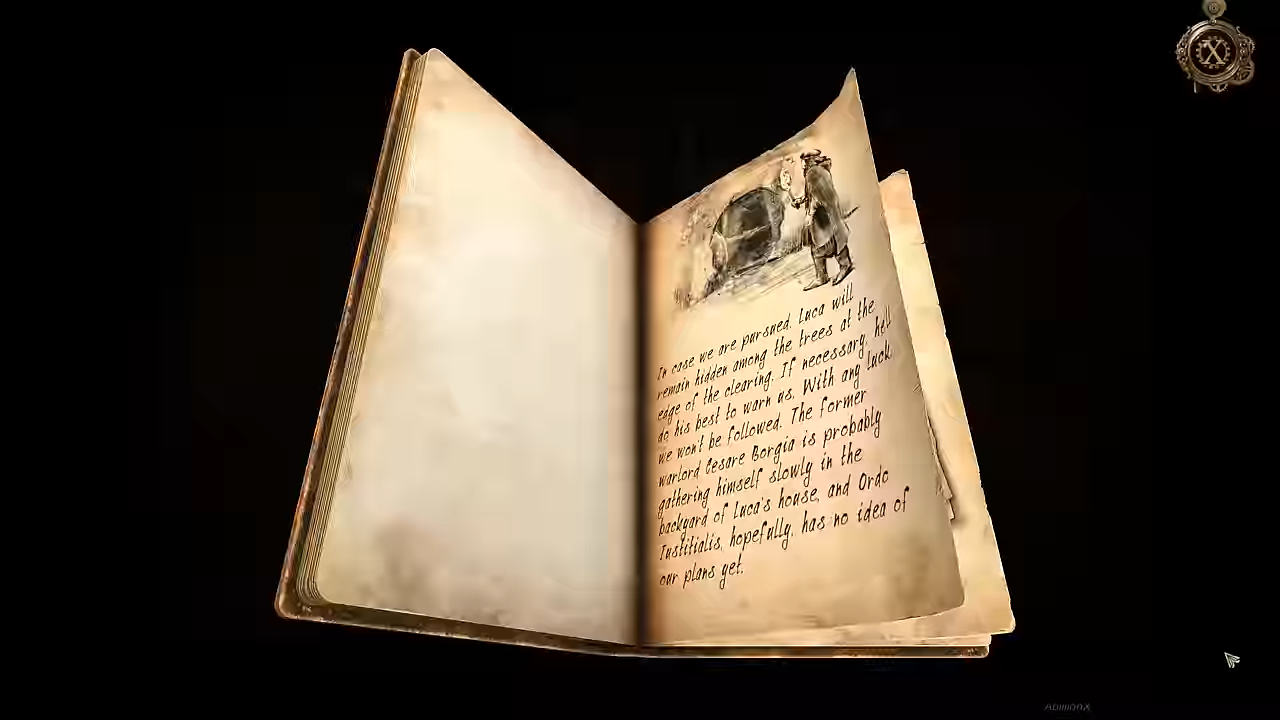 X
In case we are pursued, Luca will
remain hidden among the trees at the
edge of the clearing. If necessary, he'll
do his best to warn us. With any luck
we won't be followed. The former
warlord Cesare Borgia is probably
gathering himself slowly in the
backyard of Luca's house, and Ordo
Iustitialis, hopefully, has no idea of
our plans yet.